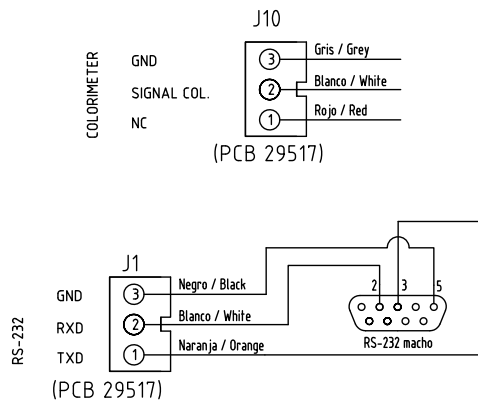 J10
COLORIMETER
GND 3 Gris / Grey
SIGNAL COL. 2 Blanco / White
NC 1 Rojo / Red
(PCB 29517)
J1
RS-232
GND 3 Negro / Black
RXD 2 Blanco / White
TXD 1 Naranja / Orange
(PCB 29517)
2 3 5
RS-232 macho